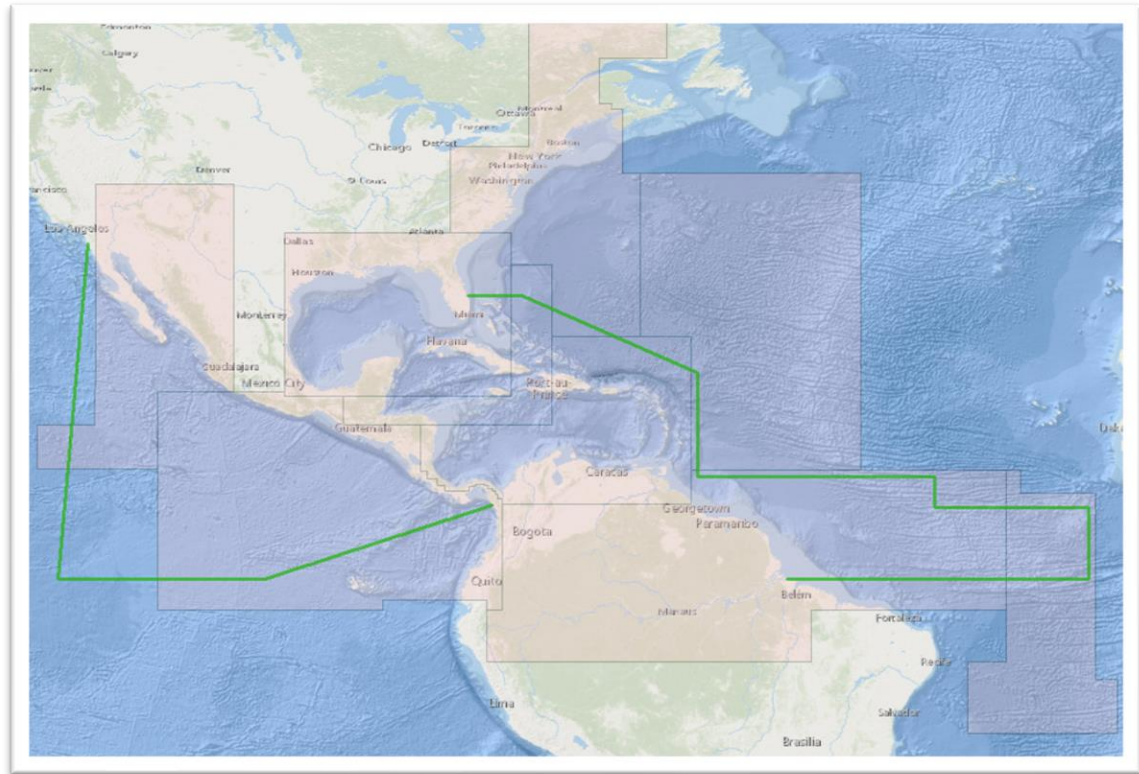 Edmonton
Calgary
Ottawa
Montreal
Toronto
Chicago
Detroit
Boston
New York
Philadelphia
Denver
St Louis
Washington
Los Angeles
Atlanta
Dallas
Houston
Monterrey
Miami
Havana
Guadalajara
Mexico City
Port-au-
Prince
Guatemala
Caracas
Georgetown
Paramaribo
Bogota
Quito
Belém
Manaus
Fortaleza
Recife
Lima
Salvador
Brasilia